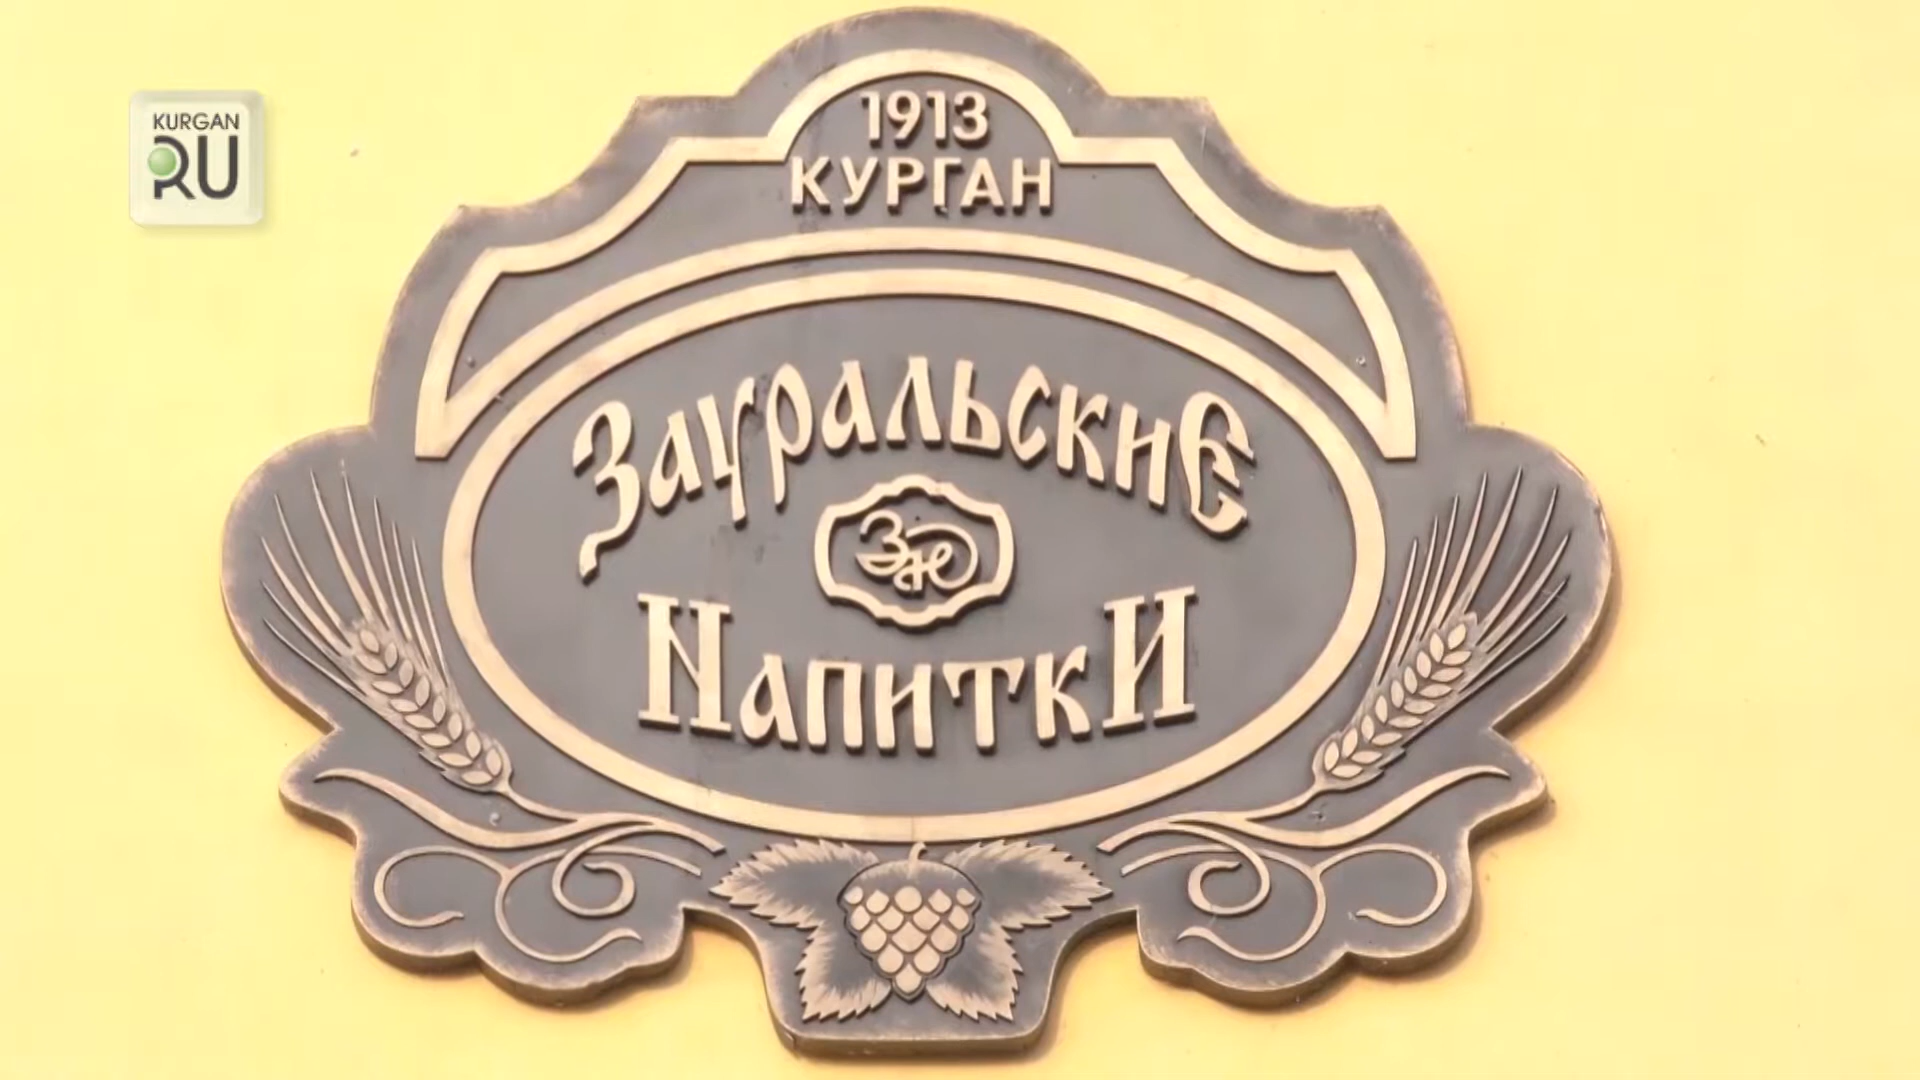 KURGAN
RU
1913
КУРГАН
Зауральские
Зн
Напитки